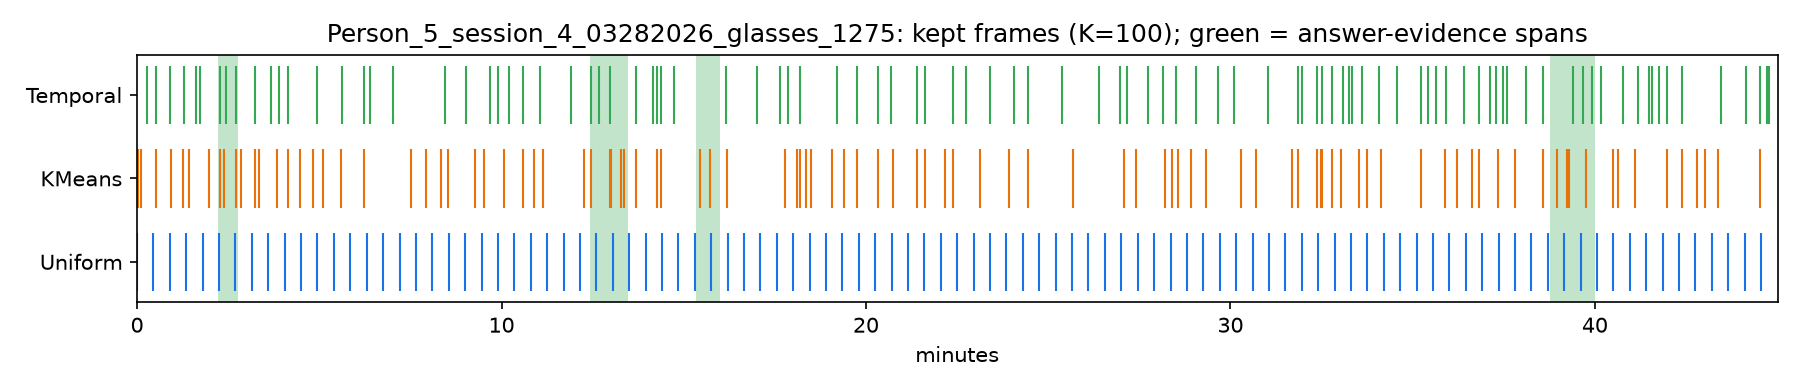 Person_5_session_4_03282026_glasses_1275: kept frames (K=100); green = answer-evidence spans
Temporal
KMeans
Uniform
0 10 20 30 40
minutes